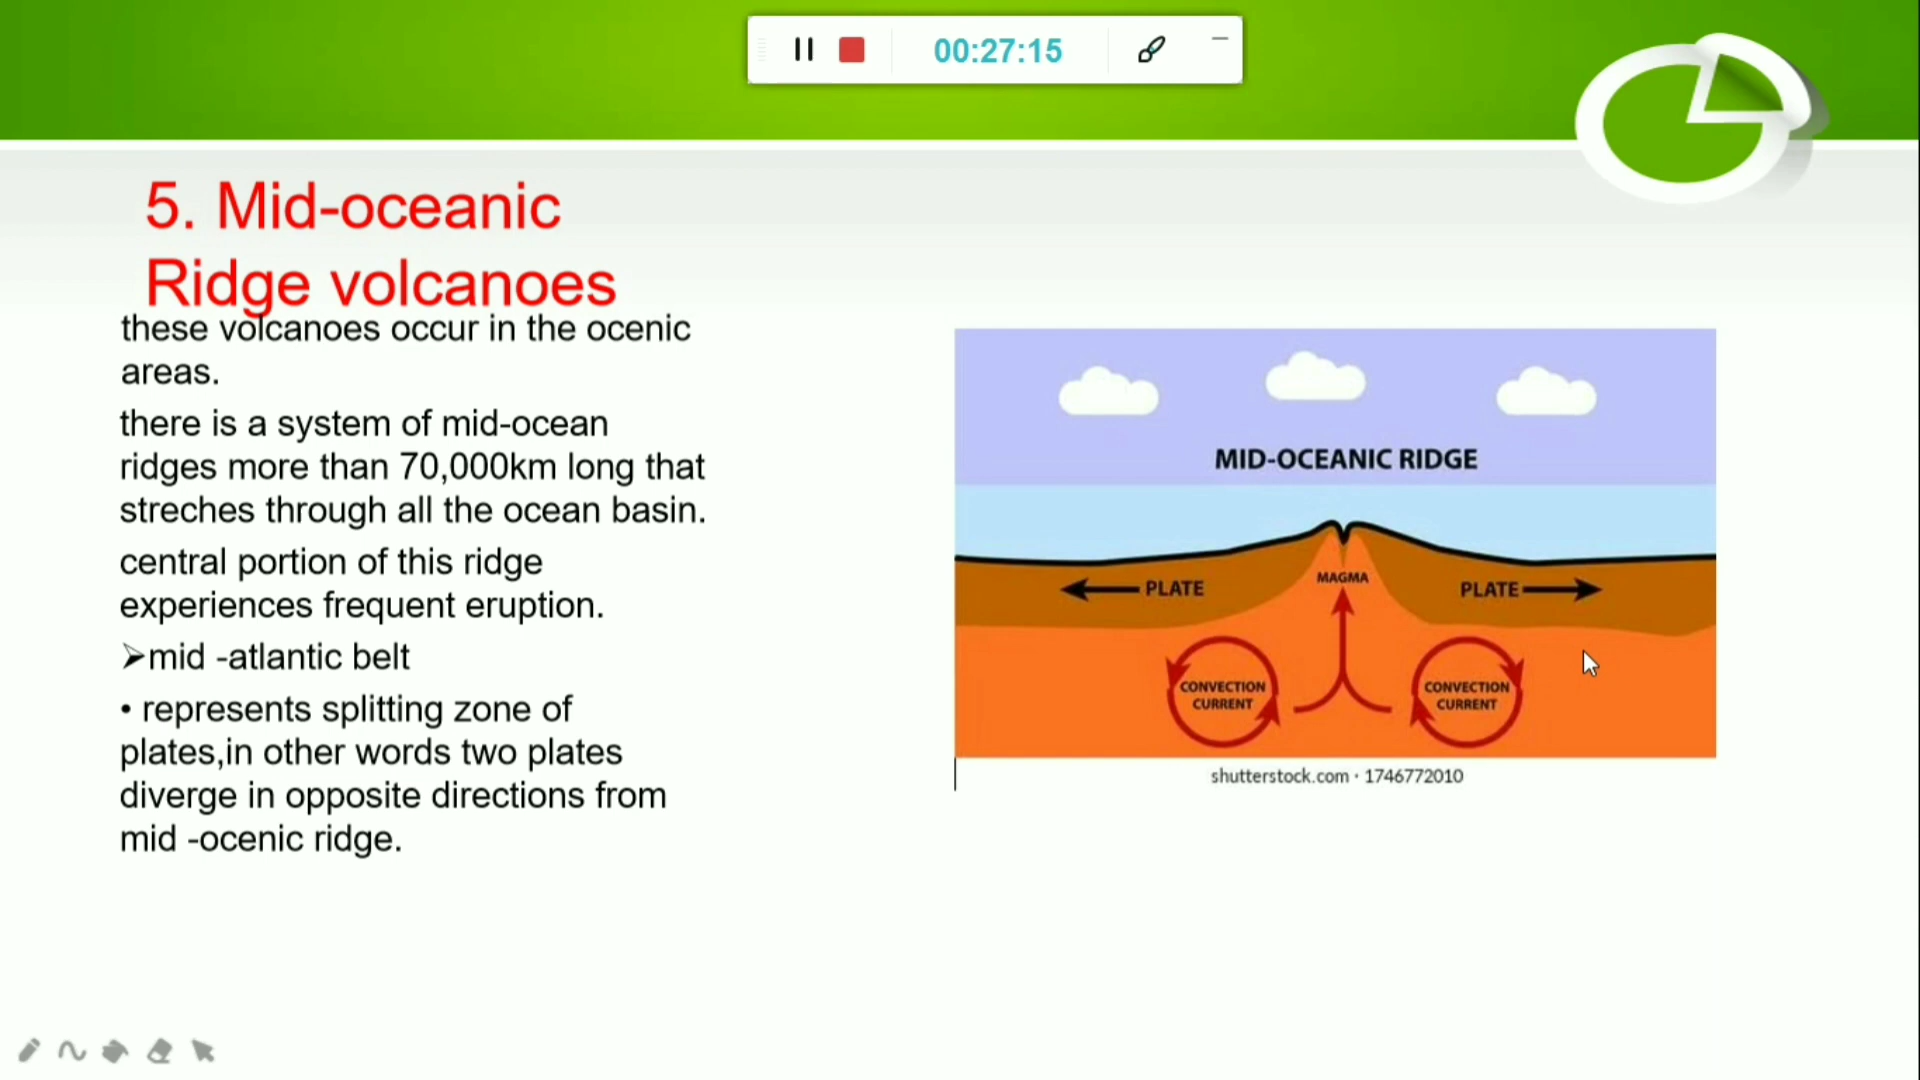 00:27:15
5. Mid-oceanic
Ridge volcanoes
these volcanoes occur in the ocenic
areas.
there is a system of mid-ocean
ridges more than 70,000km long that
streches through all the ocean basin.
central portion of this ridge
experiences frequent eruption.
➢mid -atlantic belt
• represents splitting zone of
plates,in other words two plates
diverge in opposite directions from
mid -ocenic ridge.
MID-OCEANIC RIDGE
MAGMA
PLATE
PLATE
CONVECTION
CURRENT
CONVECTION
CURRENT
shutterstock.com · 1746772010